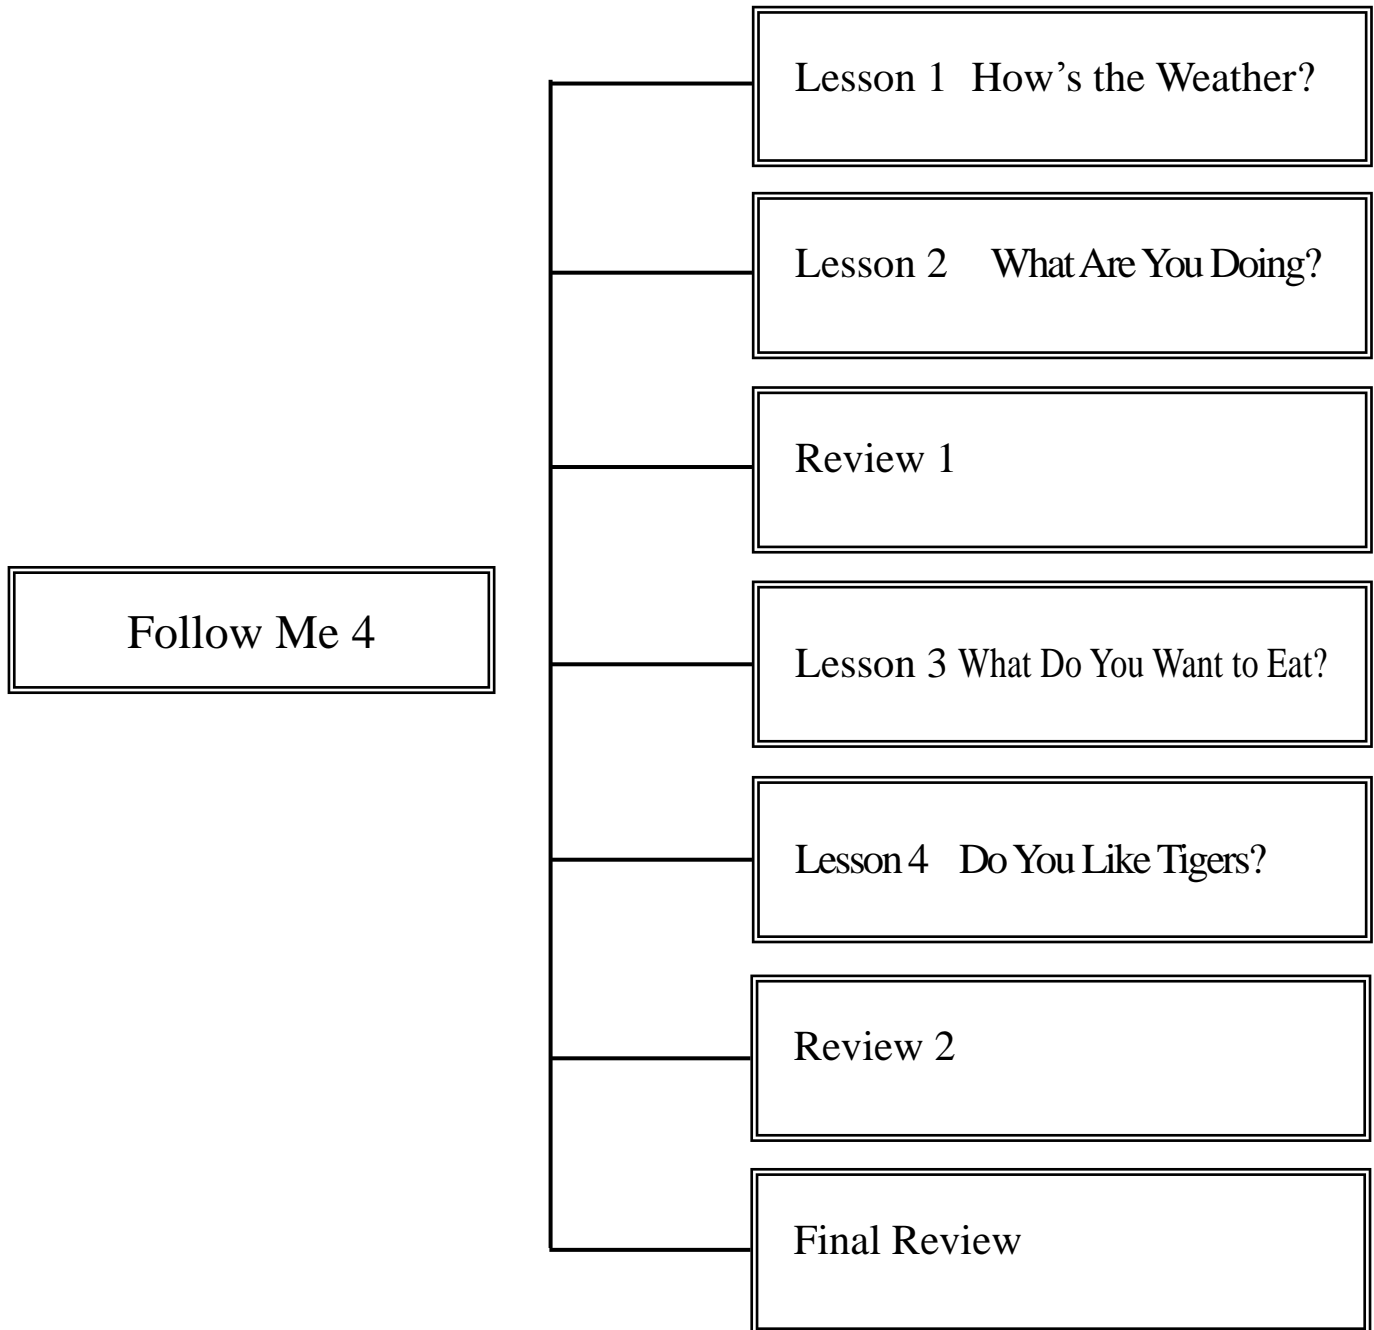 Lesson 1 How’s the Weather?
Lesson 2 What Are You Doing?
Review 1
Follow Me 4
Lesson 3 What Do You Want to Eat?
Lesson 4 Do You Like Tigers?
Review 2
Final Review